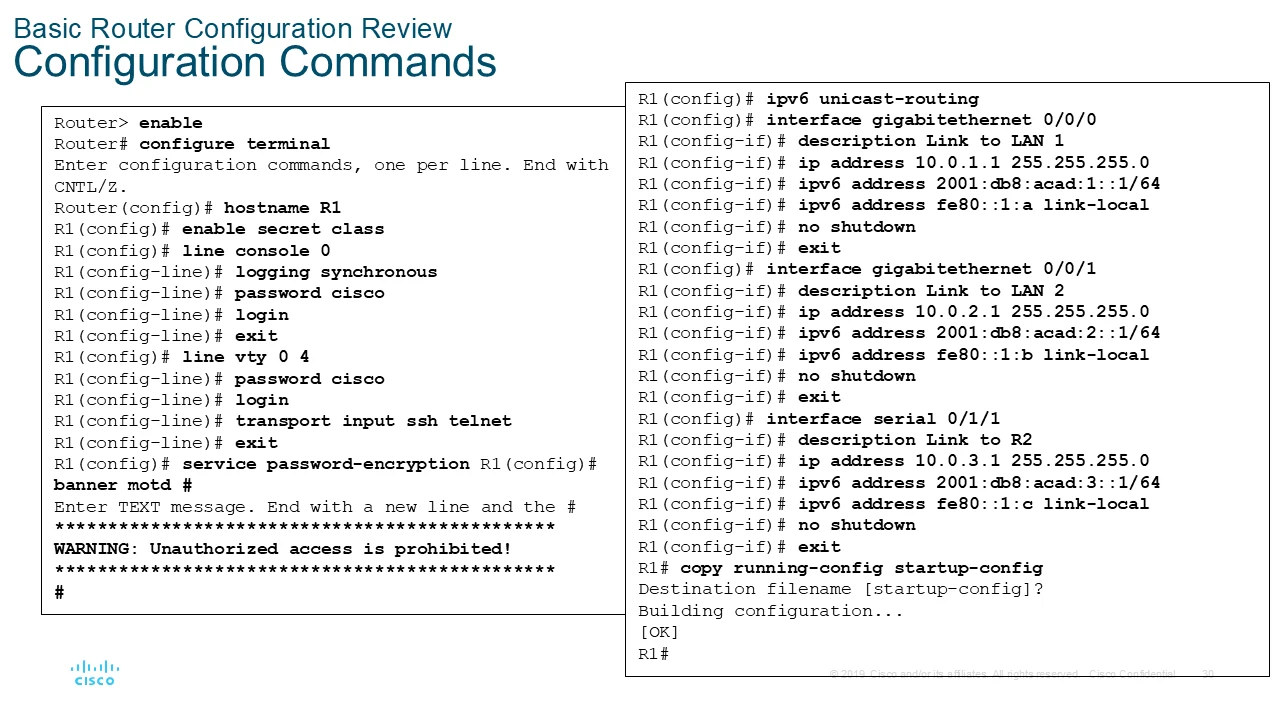 Basic Router Configuration Review
Configuration Commands
Router> enable
Router# configure terminal
Enter configuration commands, one per line. End with
CNTL/Z.
Router(config)# hostname R1
R1(config)# enable secret class
R1(config)# line console 0
R1(config-line)# logging synchronous
R1(config-line)# password cisco
R1(config-line)# login
R1(config-line)# exit
R1(config)# line vty 0 4
R1(config-line)# password cisco
R1(config-line)# login
R1(config-line)# transport input ssh telnet
R1(config-line)# exit
R1(config)# service password-encryption R1(config)#
banner motd #
Enter TEXT message. End with a new line and the #
***********************************************
WARNING: Unauthorized access is prohibited!
***********************************************
#
R1(config)# ipv6 unicast-routing
R1(config)# interface gigabitethernet 0/0/0
R1(config-if)# description Link to LAN 1
R1(config-if)# ip address 10.0.1.1 255.255.255.0
R1(config-if)# ipv6 address 2001:db8:acad:1::1/64
R1(config-if)# ipv6 address fe80::1:a link-local
R1(config-if)# no shutdown
R1(config-if)# exit
R1(config)# interface gigabitethernet 0/0/1
R1(config-if)# description Link to LAN 2
R1(config-if)# ip address 10.0.2.1 255.255.255.0
R1(config-if)# ipv6 address 2001:db8:acad:2::1/64
R1(config-if)# ipv6 address fe80::1:b link-local
R1(config-if)# no shutdown
R1(config-if)# exit
R1(config)# interface serial 0/1/1
R1(config-if)# description Link to R2
R1(config-if)# ip address 10.0.3.1 255.255.255.0
R1(config-if)# ipv6 address 2001:db8:acad:3::1/64
R1(config-if)# ipv6 address fe80::1:c link-local
R1(config-if)# no shutdown
R1(config-if)# exit
R1# copy running-config startup-config
Destination filename [startup-config]?
Building configuration...
[OK]
R1#
CISCO
© 2019 Cisco and/or its affiliates. All rights reserved. Cisco Confidential 30